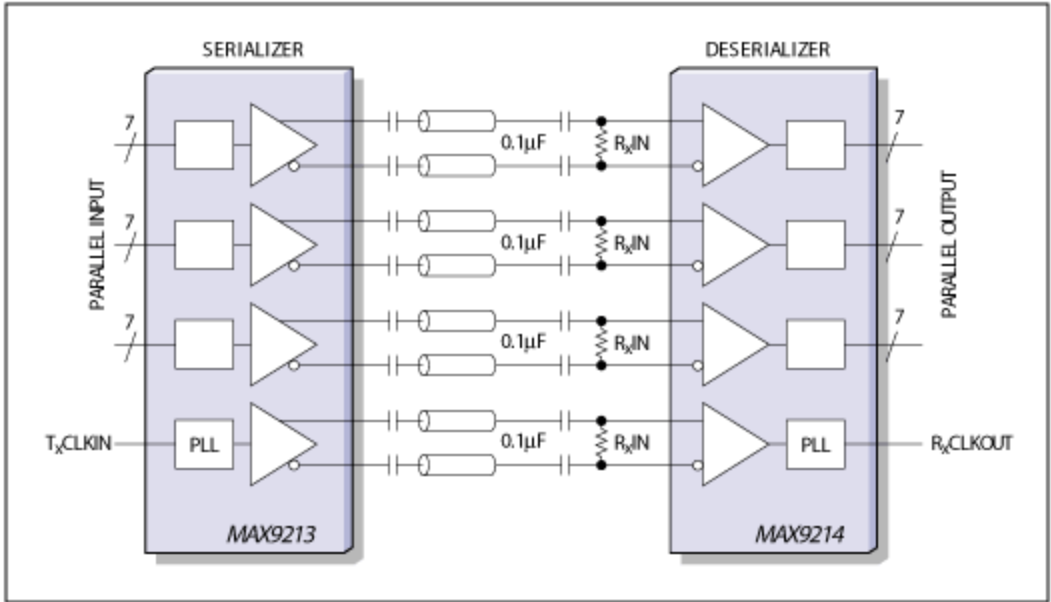 SERIALIZER
DESERIALIZER
PARALLEL INPUT
7
7
7
TXCLKIN
PLL
MAX9213
0.1μF
RXIN
0.1μF
RXIN
0.1μF
RXIN
0.1μF
RXIN
7
7
7
PARALLEL OUTPUT
PLL
RXCLKOUT
MAX9214